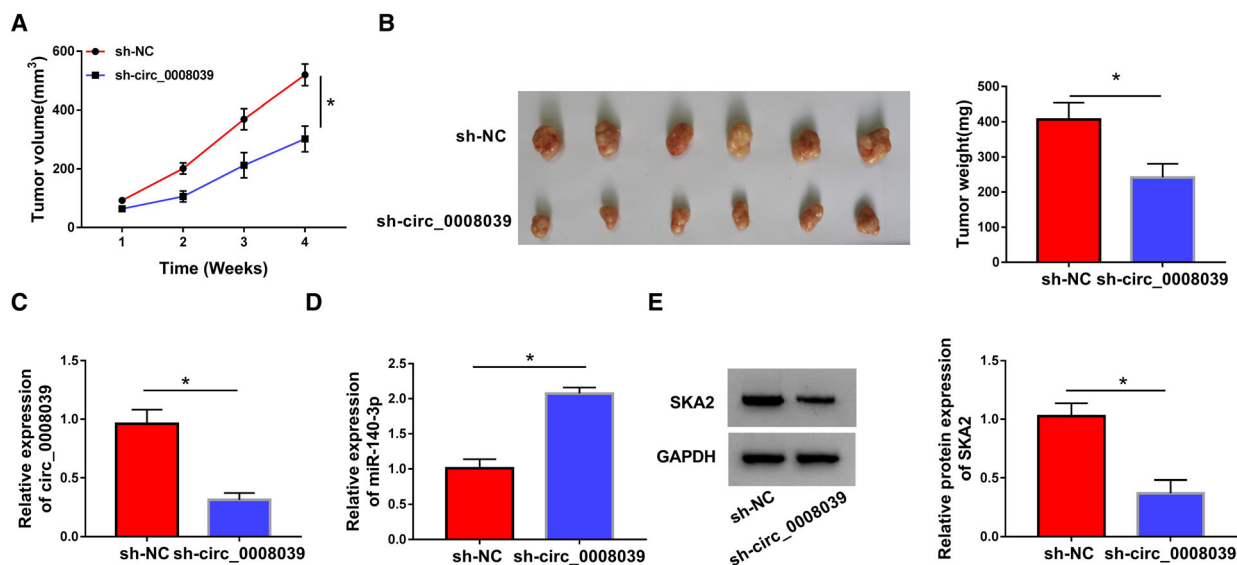 A
Tumor volume(mm³)
600
400
200
0
1 2 3 4
Time (Weeks)
sh-NC
sh-circ_0008039
*
B
sh-NC
sh-circ_0008039
Tumor weight(mg)
500
400
300
200
100
0
*
sh-NC sh-circ_0008039
C
Relative expression
of circ_0008039
1.5
1.0
0.5
0.0
*
sh-NC sh-circ_0008039
D
Relative expression
of miR-140-3p
2.5
2.0
1.5
1.0
0.5
0.0
*
sh-NC sh-circ_0008039
E
SKA2
GAPDH
sh-NC
sh-circ_0008039
Relative protein expression
of SKA2
1.5
1.0
0.5
0.0
*
sh-NC sh-circ_0008039